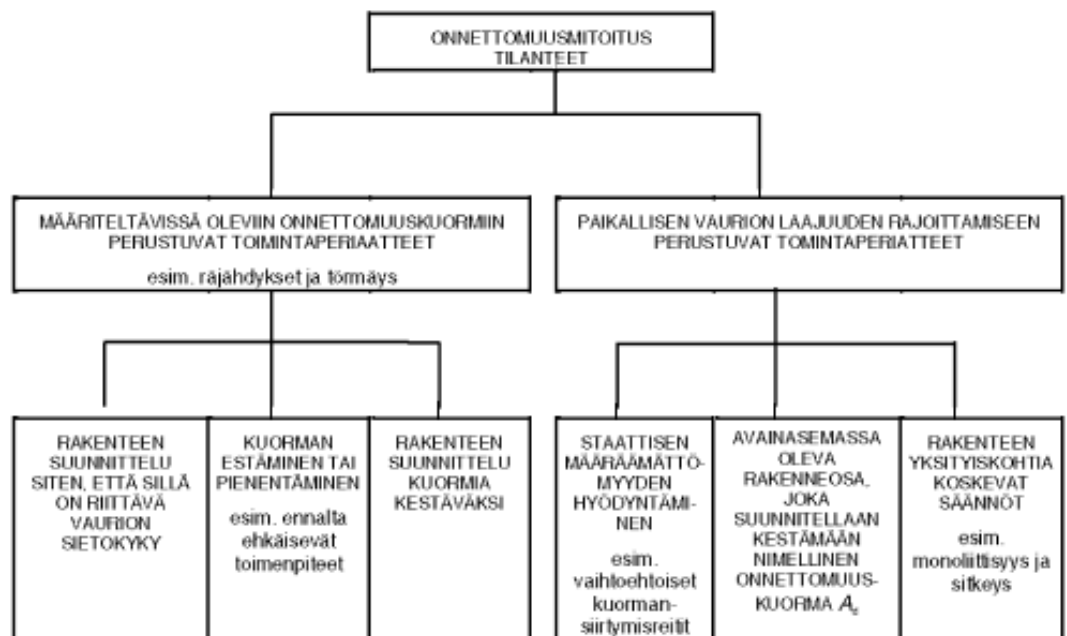 ONNETTOMUUSMITOITUS
TILANTEET
MÄÄRITELTÄVISSÄ OLEVIIN ONNETTOMUUSKUORMIIN
PERUSTUVAT TOIMINTAPERIAATTEET
esim. räjähdykset ja törmäys
PAIKALLISEN VAURION LAAJUUDEN RAJOITTAMISEEN
PERUSTUVAT TOMINTAPERIATTEET
RAKENTEEN
SUUNNITTELU
SITEN, ETTÄ SILLÄ
ON RIITTÄVÄ
VAURION
SIETOKYKY
KUORMAN
ESTÄMINEN TAI
PIENENTÄMINEN
esim. ennalta
ehkäisevät
toimenpiteet
RAKENTEEN
SUUNNITTELU
KUORMIA
KESTÄVÄKSI
STAATTISEN
MÄÄRÄÄMÄTTÖ-
MYYDEN
HYÖDYNTÄMI-
NEN
esim.
vaihtoehtoiset
kuorman-
siirtymisreitit
AVAINASEMASSA
OLEVA
RAKENNEOSA,
JOKA
SUUNNITELLAAN
KESTÄMÄÄN
NIMELLINEN
ONNETTOMUUS-
KUORMA A
RAKENTEEN
YKSITYISKOHTIA
KOSKEVAT
SÄÄNNÖT
esim.
monoliittisyys ja
sitkeys